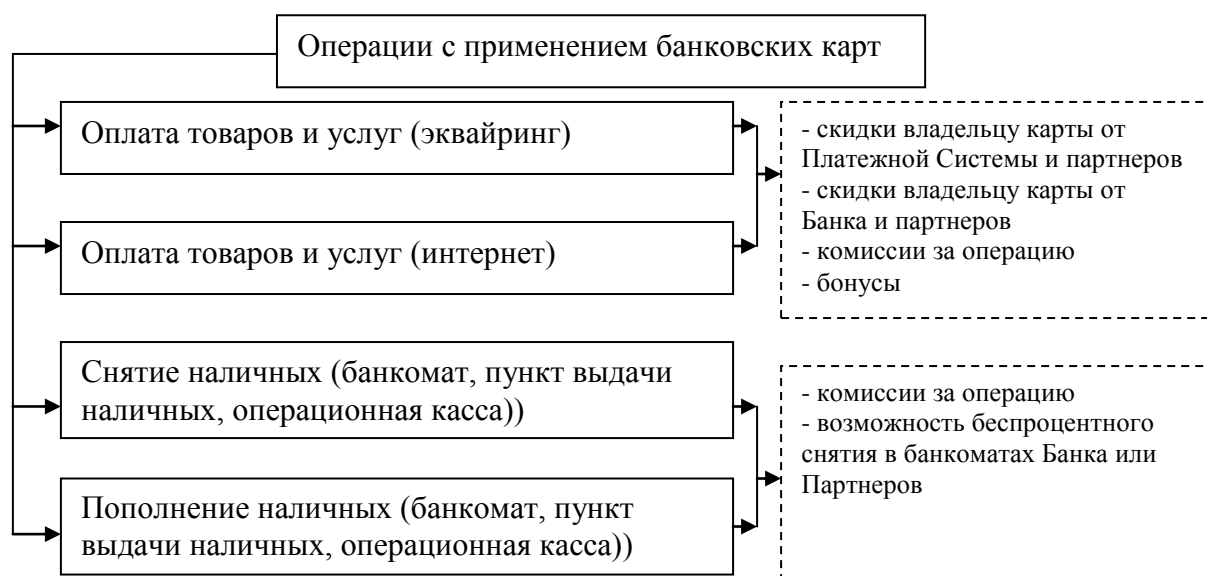 Операции с применением банковских карт
Оплата товаров и услуг (эквайринг)
Оплата товаров и услуг (интернет)
- скидки владельцу карты от
Платежной Системы и партнеров
- скидки владельцу карты от
Банка и партнеров
- комиссии за операцию
- бонусы
Снятие наличных (банкомат, пункт выдачи
наличных, операционная касса))
Пополнение наличных (банкомат, пункт
выдачи наличных, операционная касса))
- комиссии за операцию
- возможность беспроцентного
снятия в банкоматах Банка или
Партнеров